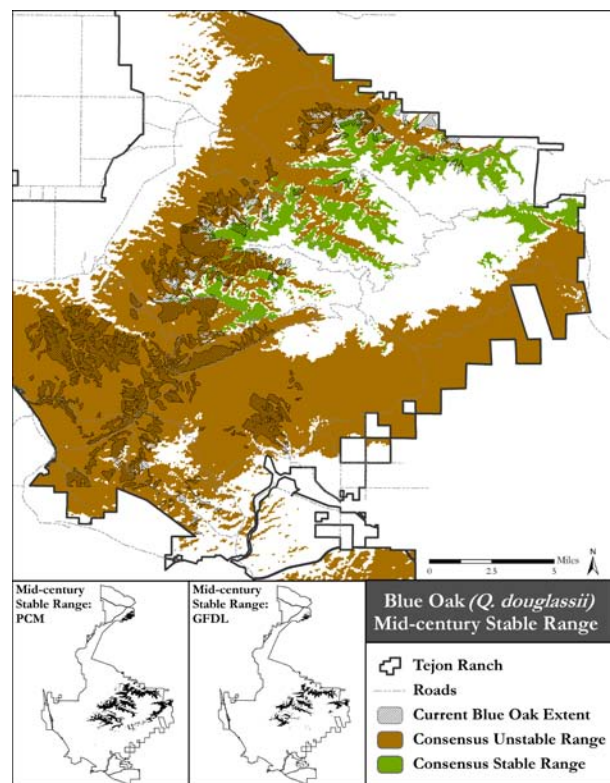 Miles
0 2.5 5
N
Mid-century
Stable Range:
PCM
Mid-century
Stable Range:
GFDL
Blue Oak (Q. douglassii)
Mid-century Stable Range
Tejon Ranch
Roads
Current Blue Oak Extent
Consensus Unstable Range
Consensus Stable Range